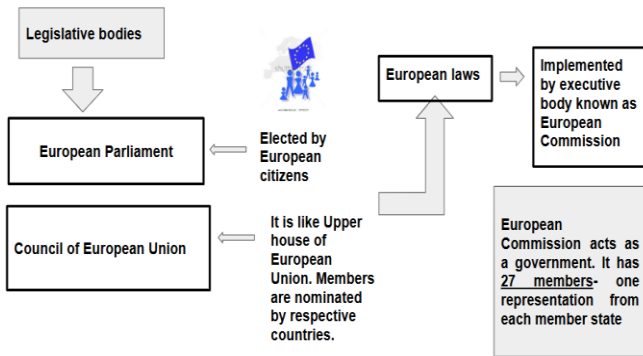 Legislative bodies
European Parliament
Elected by
European
citizens
Council of European Union
It is like Upper
house of
European
Union. Members
are nominated
by respective
countries.
European laws
Implemented
by executive
body known as
European
Commission
European
Commission acts as
a government. It has
27 members- one
representation from
each member state